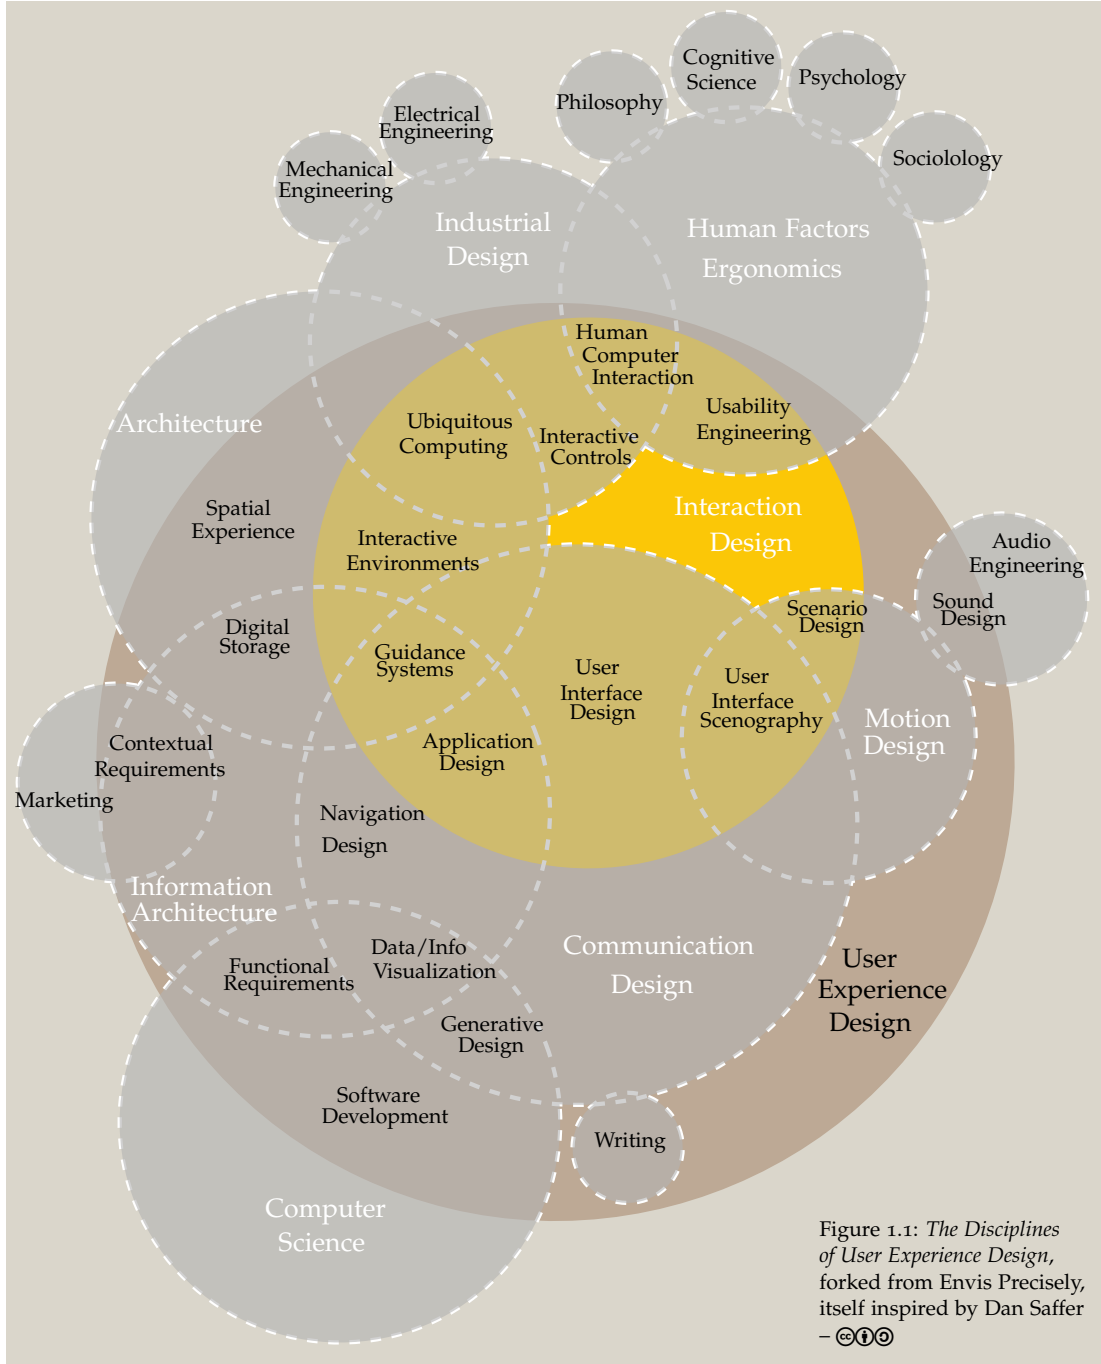 Cognitive
Science
Psychology
Philosophy
Electrical
Engineering
Sociolology
Mechanical
Engineering
Industrial
Design
Human Factors
Ergonomics
Human
Computer
Interaction
Architecture
Ubiquitous
Computing
Interactive
Controls
Usability
Engineering
Spatial
Experience
Interactive
Environments
Interaction
Design
Audio
Engineering
Sound
Design
Digital
Storage
Guidance
Systems
User
Interface
Design
Scenario
Design
User
Interface
Scenography
Motion
Design
Contextual
Requirements
Marketing
Application
Design
Navigation
Design
Information
Architecture
Functional
Requirements
Data/Info
Visualization
Communication
Design
User
Experience
Design
Generative
Design
Software
Development
Writing
Computer
Science
Figure 1.1: The Disciplines
of User Experience Design,
forked from Envis Precisely,
itself inspired by Dan Saffer
– cc